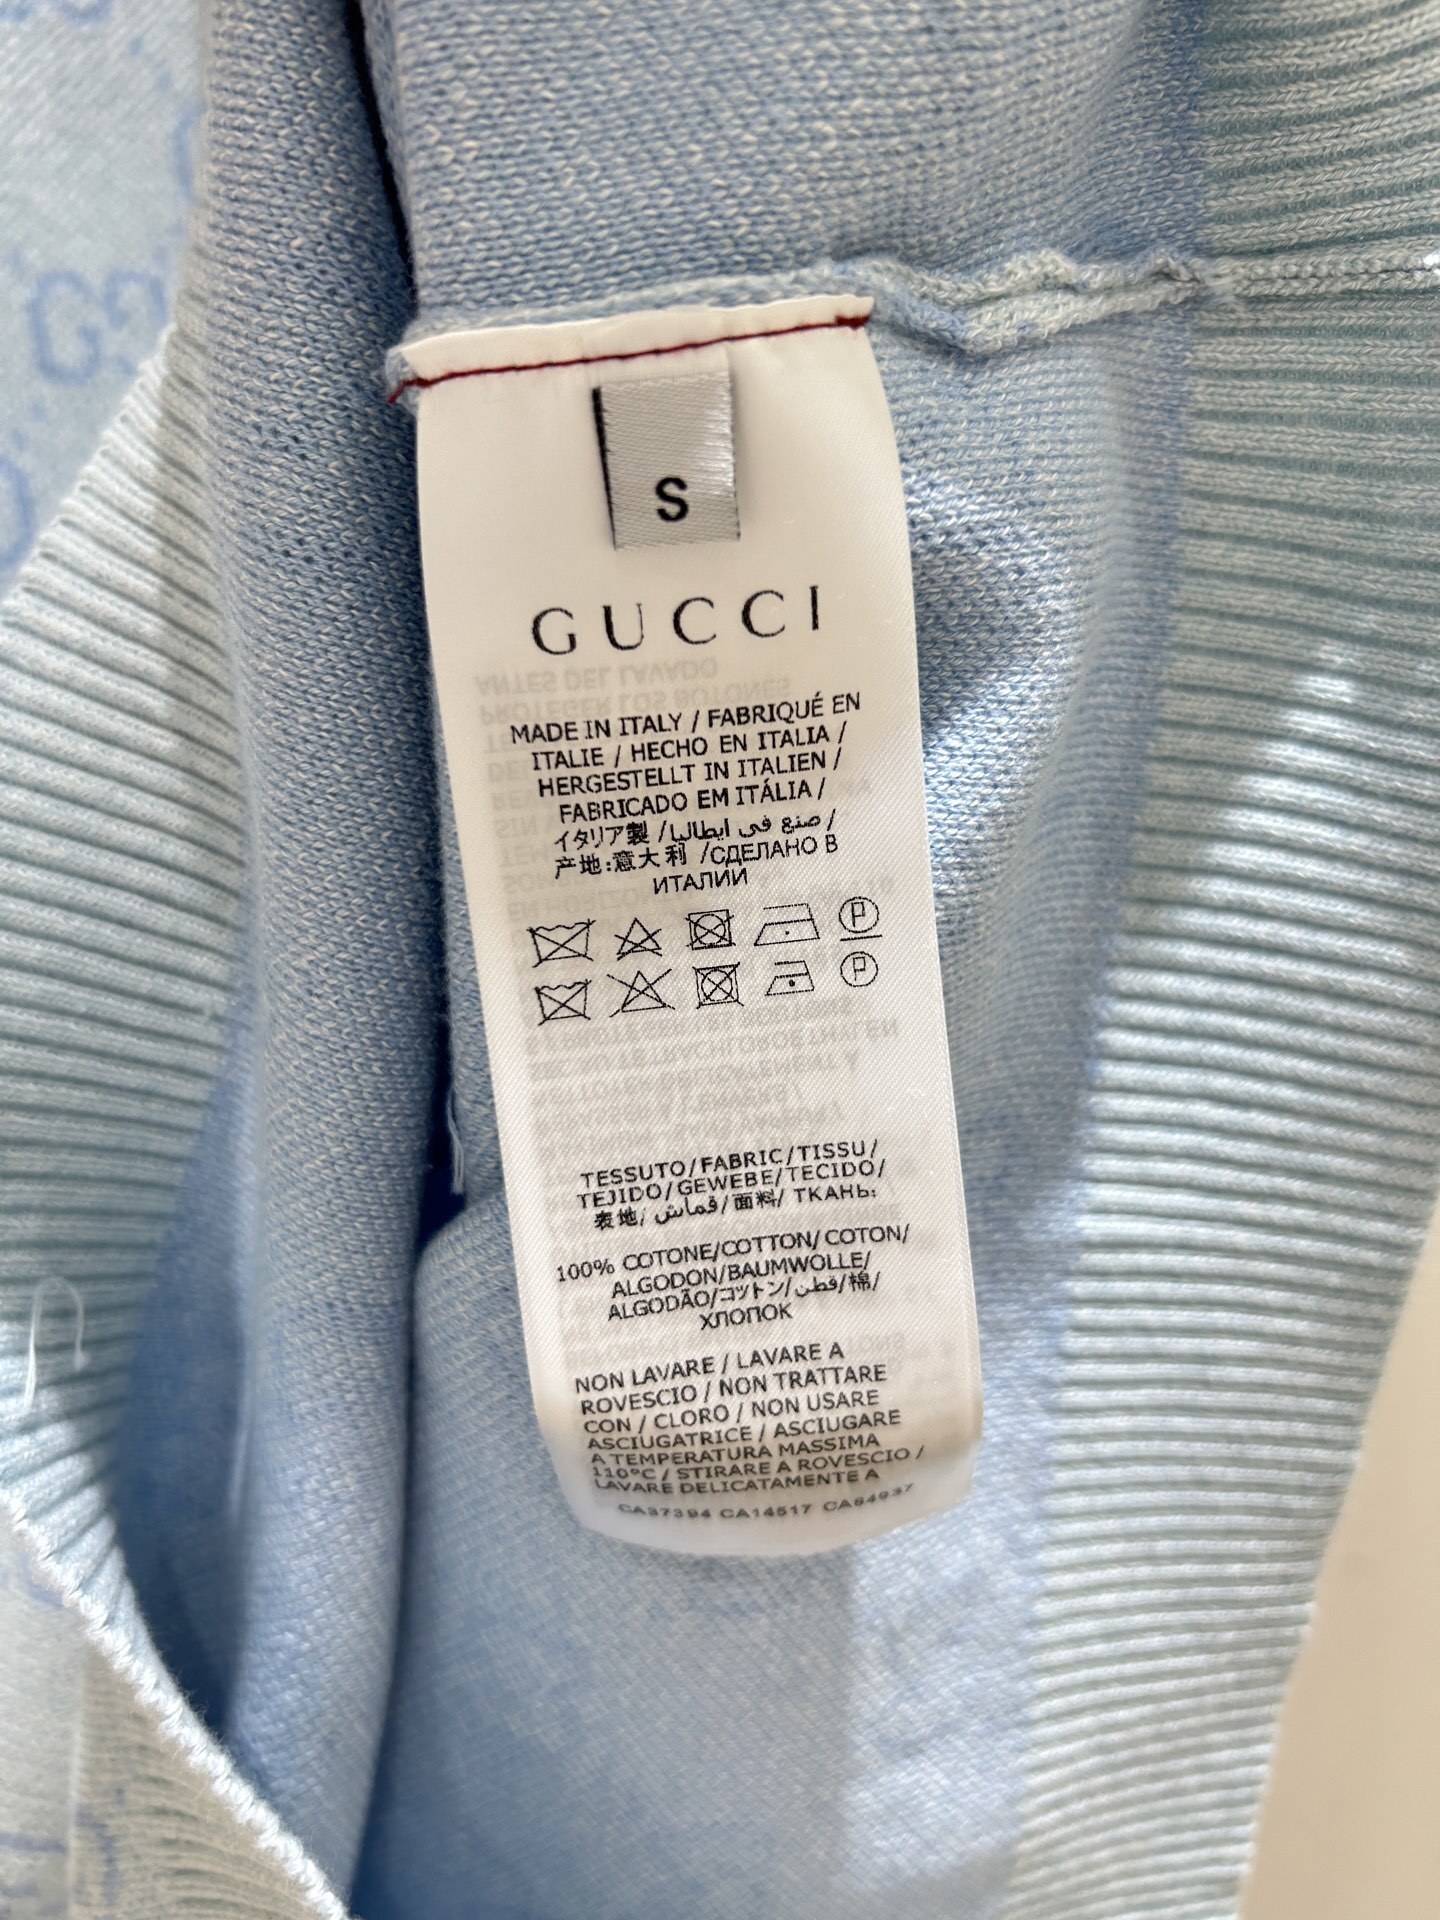 S
GUCCI
MADE IN ITALY / FABRIQUÉ EN
ITALIE / HECHO EN ITALIA /
HERGESTELLT IN ITALIEN /
FABRICADO EM ITÁLIA /
イタリア製 / صنع في ايطاليا /
产地:意大利 /СДЕЛАНО В
ИТАЛИИ
P
P
TESSUTO/FABRIC/TISSU/
TEJIDO/GEWEBE/TECIDO/
表地/ قماش/面料/ ТКАНЬ:
100% COTONE/COTTON/COTON/
ALGODON/BAUMWOLLE/
ALGODÃO/コットン/قطن/棉/
ХЛОПОК
NON LAVARE / LAVARE A
ROVESCIO / NON TRATTARE
CON / CLORO / NON USARE
ASCIUGATRICE / ASCIUGARE
A TEMPERATURA MASSIMA
110°C / STIRARE A ROVESCIO /
LAVARE DELICATAMENTE A
CA37394 CA14517 CA84937